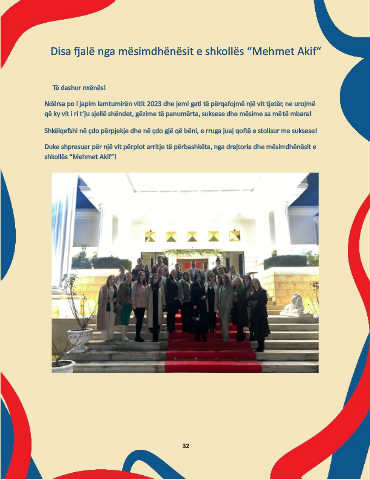 Disa fjalë nga mësimdhënësit e shkollës “Mehmet Akif”
Të dashur nxënës!
Ndërsa po i japim lamtumirën vitit 2023 dhe jemi gati të përqafojmë një vit tjetër, ne urojmë
që ky vit i ri t’ju sjellë shëndet, gëzime të panumërta, suksese dhe mësime sa më të mbara!
Shkëlqefshi në çdo përpjekje dhe në çdo gjë që bëni, e rruga juaj qoftë e stolisur me suksese!
Duke shpresuar për një vit përplot arritje të përbashkëta, nga drejtoria dhe mësimdhënësit e
shkollës “Mehmet Akif”!
32